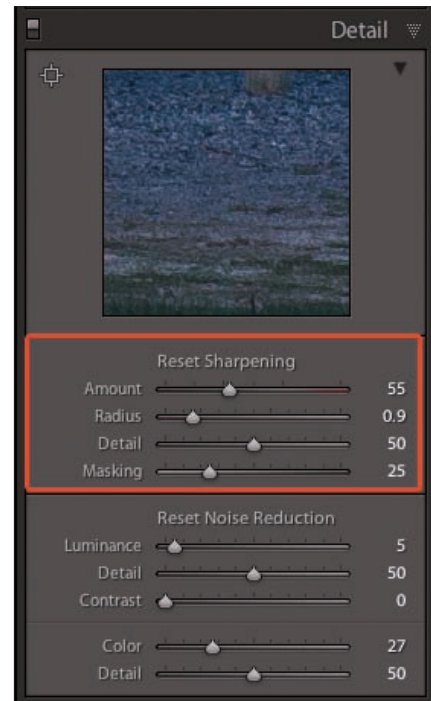 Detail
Reset Sharpening
Amount 55
Radius 0.9
Detail 50
Masking 25
Reset Noise Reduction
Luminance 5
Detail 50
Contrast 0
Color 27
Detail 50